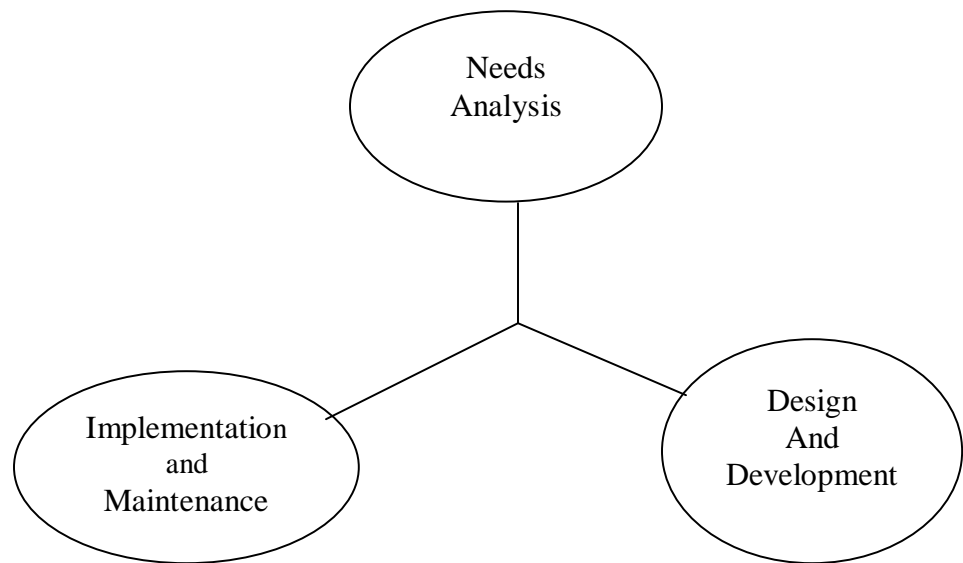 Needs
Analysis
Implementation
and
Maintenance
Design
And
Development